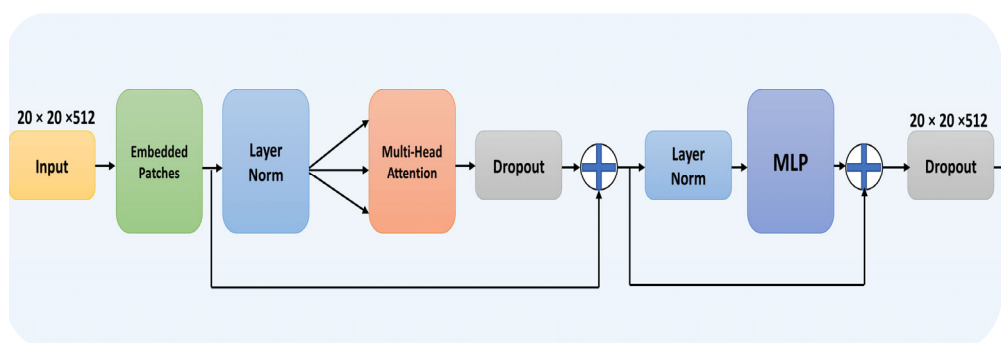 20 × 20 ×512
Input
Embedded
Patches
Layer
Norm
Multi-Head
Attention
Dropout
Layer
Norm
MLP
20 × 20 ×512
Dropout